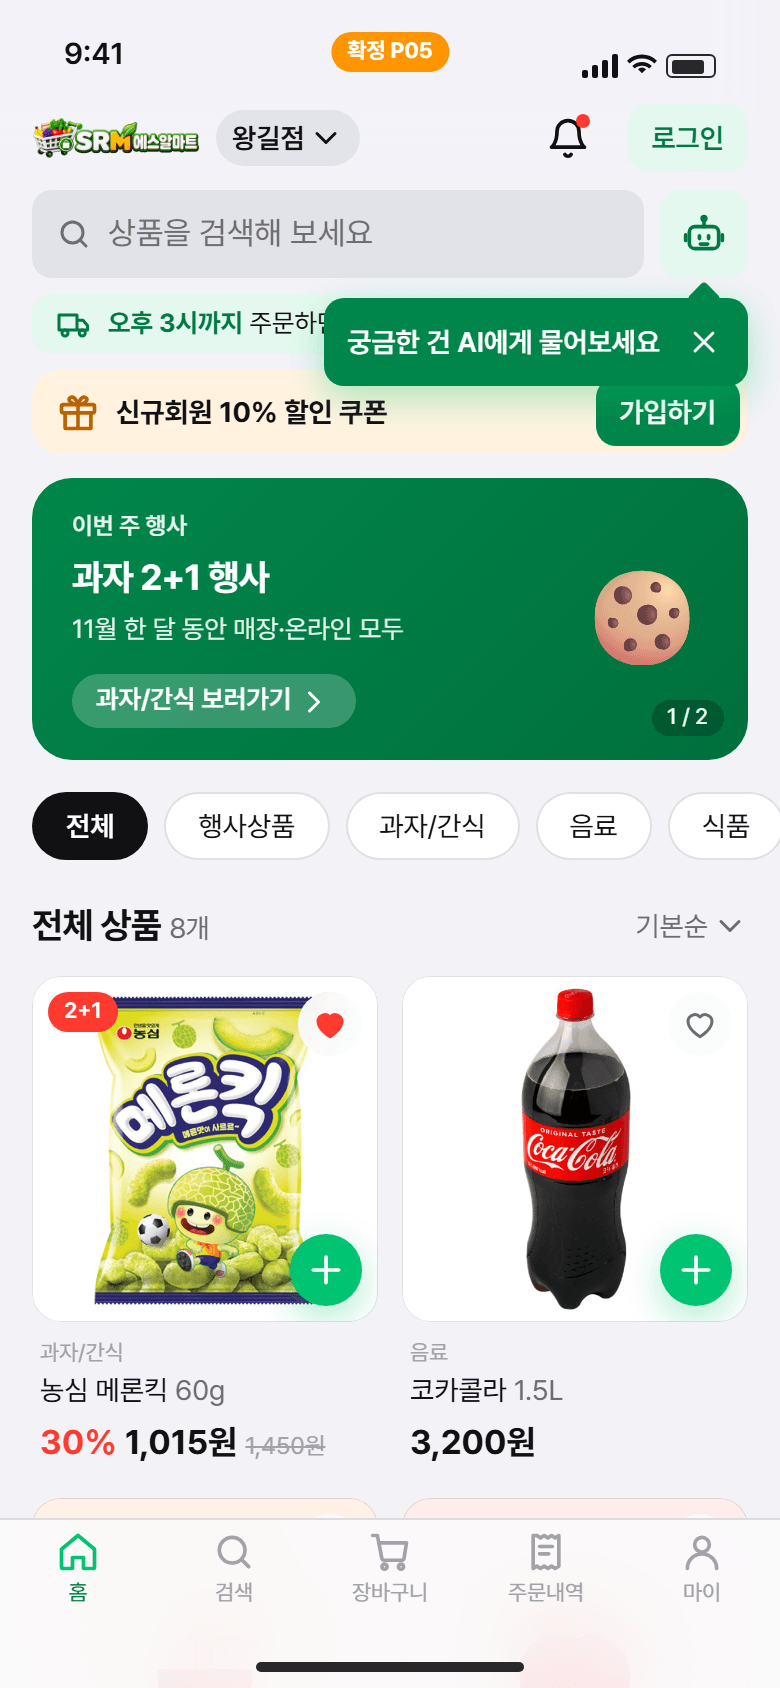 9:41
확정 P05
SRM에스알마트
왕길점
로그인
상품을 검색해 보세요
오후 3시까지 주문하면
궁금한 건 AI에게 물어보세요
신규회원 10% 할인 쿠폰
가입하기
이번 주 행사
과자 2+1 행사
11월 한 달 동안 매장·온라인 모두
과자/간식 보러가기
1 / 2
전체
행사상품
과자/간식
음료
식품
전체 상품 8개
기본순
2+1
농심
메론킥
메론맛이 사르르~
ORIGINAL TASTE
Coca-Cola
과자/간식
농심 메론킥 60g
30% 1,015원 1,450원
음료
코카콜라 1.5L
3,200원
홈
검색
장바구니
주문내역
마이